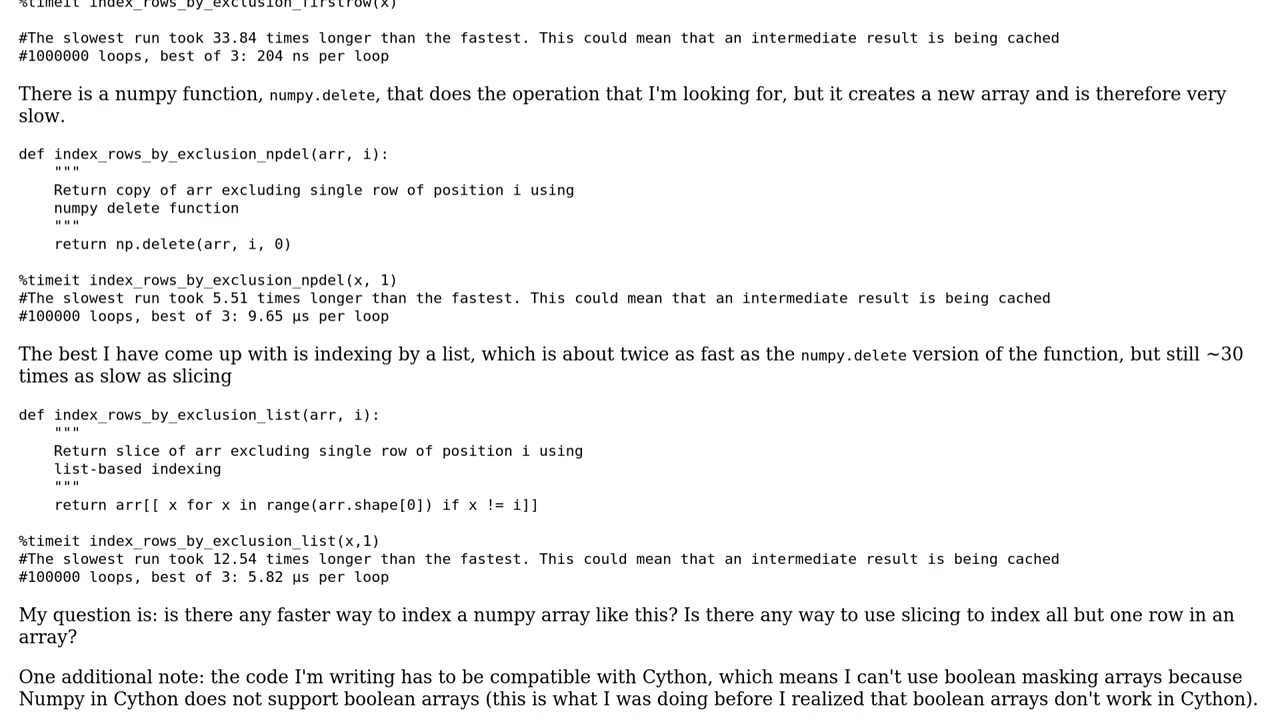 %timeit index_rows_by_exclusion_firstrow(x)
#The slowest run took 33.84 times longer than the fastest. This could mean that an intermediate result is being cached
#1000000 loops, best of 3: 204 ns per loop
There is a numpy function, numpy.delete, that does the operation that I'm looking for, but it creates a new array and is therefore very
slow.
def index_rows_by_exclusion_npdel(arr, i):
    """
    Return copy of arr excluding single row of position i using
    numpy delete function
    """
    return np.delete(arr, i, 0)
%timeit index_rows_by_exclusion_npdel(x, 1)
#The slowest run took 5.51 times longer than the fastest. This could mean that an intermediate result is being cached
#100000 loops, best of 3: 9.65 µs per loop
The best I have come up with is indexing by a list, which is about twice as fast as the numpy.delete version of the function, but still ~30
times as slow as slicing
def index_rows_by_exclusion_list(arr, i):
    """
    Return slice of arr excluding single row of position i using
    list-based indexing
    """
    return arr[[ x for x in range(arr.shape[0]) if x != i]]
%timeit index_rows_by_exclusion_list(x,1)
#The slowest run took 12.54 times longer than the fastest. This could mean that an intermediate result is being cached
#100000 loops, best of 3: 5.82 µs per loop
My question is: is there any faster way to index a numpy array like this? Is there any way to use slicing to index all but one row in an
array?
One additional note: the code I'm writing has to be compatible with Cython, which means I can't use boolean masking arrays because
Numpy in Cython does not support boolean arrays (this is what I was doing before I realized that boolean arrays don't work in Cython).